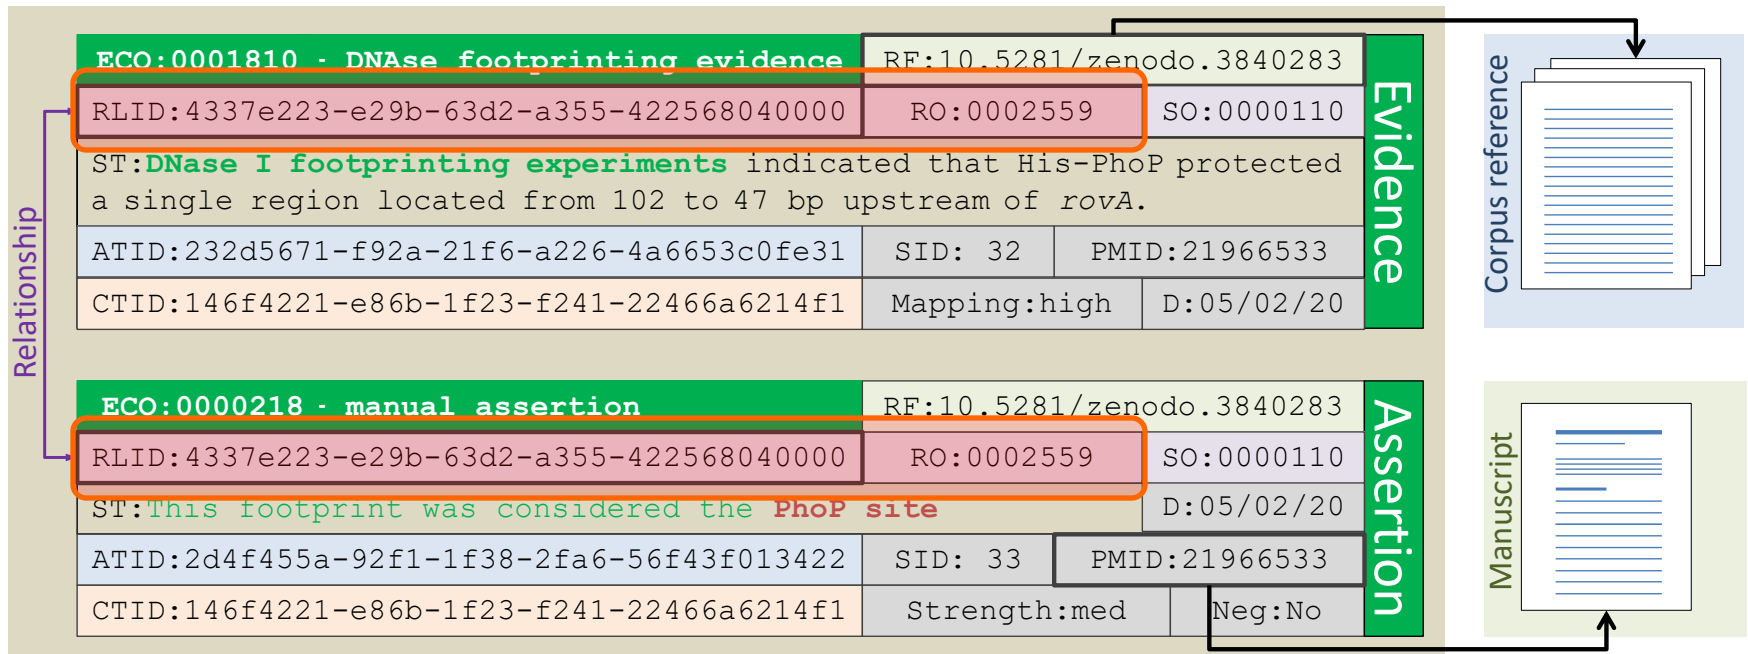 Relationship
ECO:0001810 - DNAse footprinting evidence
RF:10.5281/zenodo.3840283
RLID:4337e223-e29b-63d2-a355-422568040000
RO:0002559
SO:0000110
ST:DNase I footprinting experiments indicated that His-PhoP protected
a single region located from 102 to 47 bp upstream of rovA.
ATID:232d5671-f92a-21f6-a226-4a6653c0fe31
SID: 32
PMID:21966533
CTID:146f4221-e86b-1f23-f241-22466a6214f1
Mapping:high
D:05/02/20
Evidence
Corpus reference
ECO:0000218 - manual assertion
RF:10.5281/zenodo.3840283
RLID:4337e223-e29b-63d2-a355-422568040000
RO:0002559
SO:0000110
ST:This footprint was considered the PhoP site
D:05/02/20
ATID:2d4f455a-92f1-1f38-2fa6-56f43f013422
SID: 33
PMID:21966533
CTID:146f4221-e86b-1f23-f241-22466a6214f1
Strength:med
Neg:No
Assertion
Manuscript